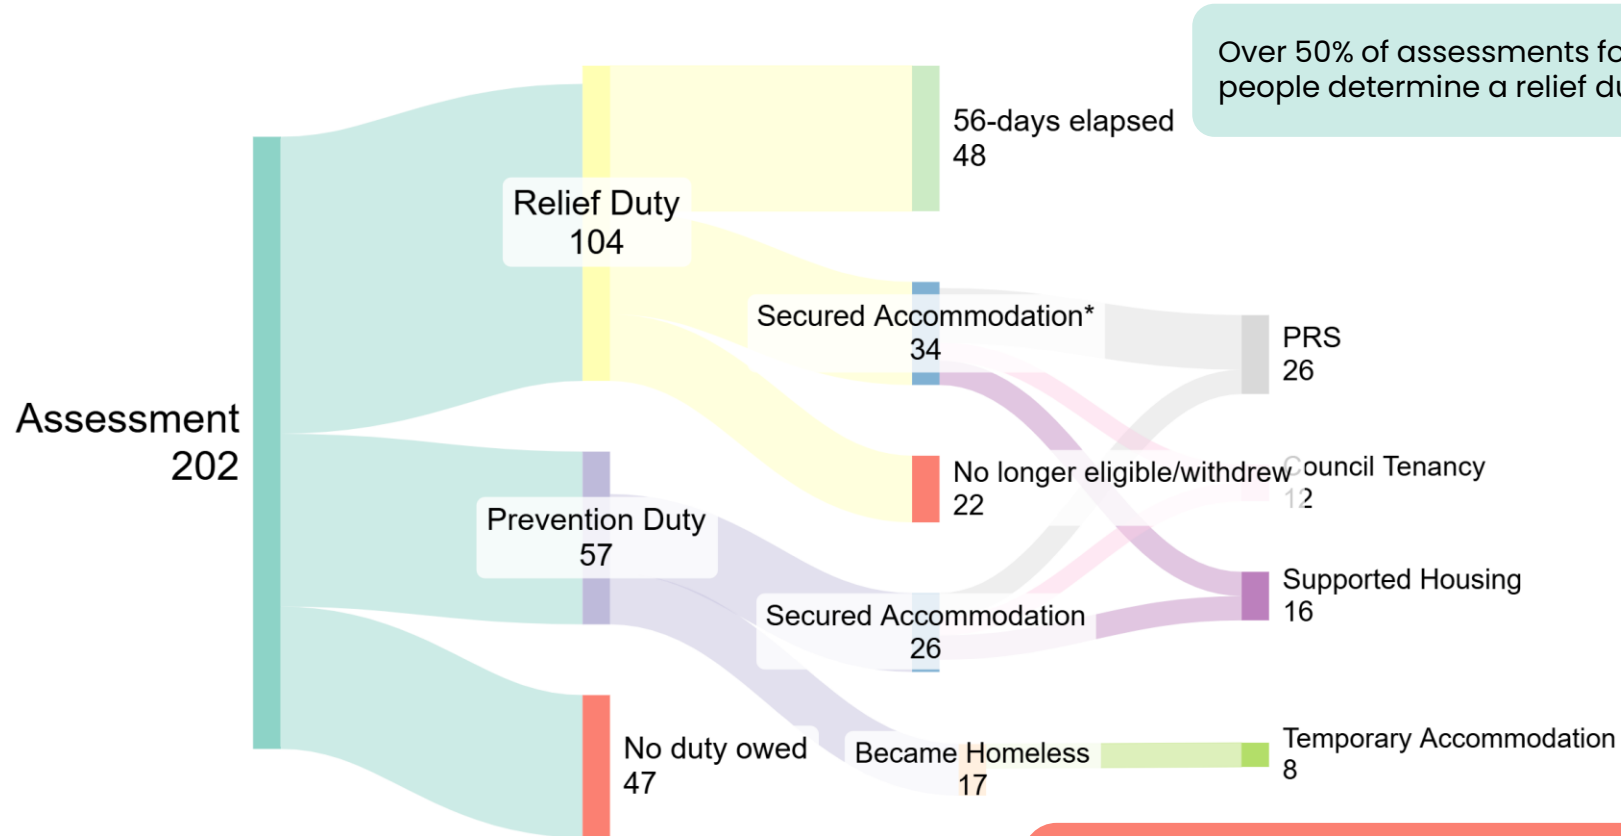 Over 50% of assessments
people determine a relief
56-days elapsed
48
Relief Duty
104
Secured Accommodation*
34
PRS
26
Assessment
202
No longer eligible/withdrew
22
Council Tenancy
12
Prevention Duty
57
Supported Housing
16
Secured Accommodation
26
No duty owed
47
Became Homeless
17
Temporary Accommodation
8